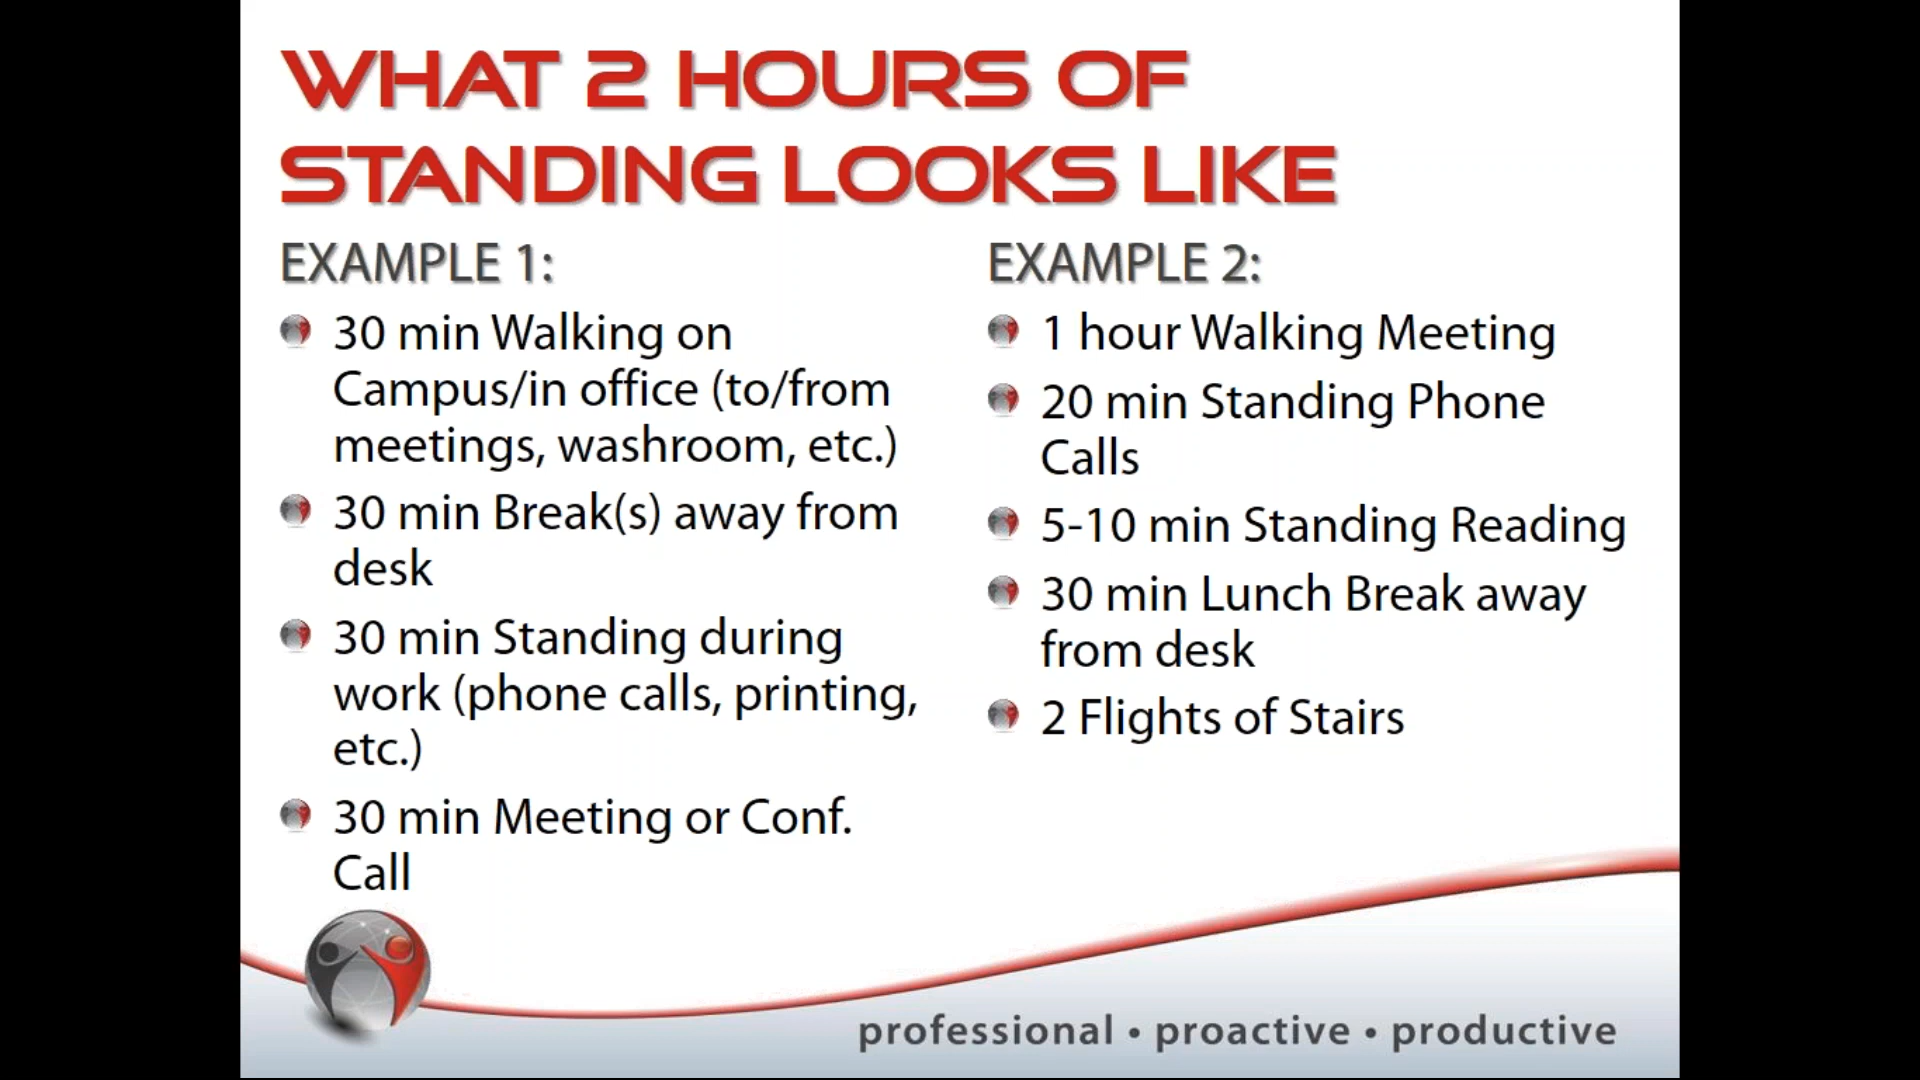 WHAT 2 HOURS OF
STANDING LOOKS LIKE
EXAMPLE 1:
30 min Walking on
Campus/in office (to/from
meetings, washroom, etc.)
30 min Break(s) away from
desk
30 min Standing during
work (phone calls, printing,
etc.)
30 min Meeting or Conf.
Call
EXAMPLE 2:
1 hour Walking Meeting
20 min Standing Phone
Calls
5-10 min Standing Reading
30 min Lunch Break away
from desk
2 Flights of Stairs
professional • proactive • productive